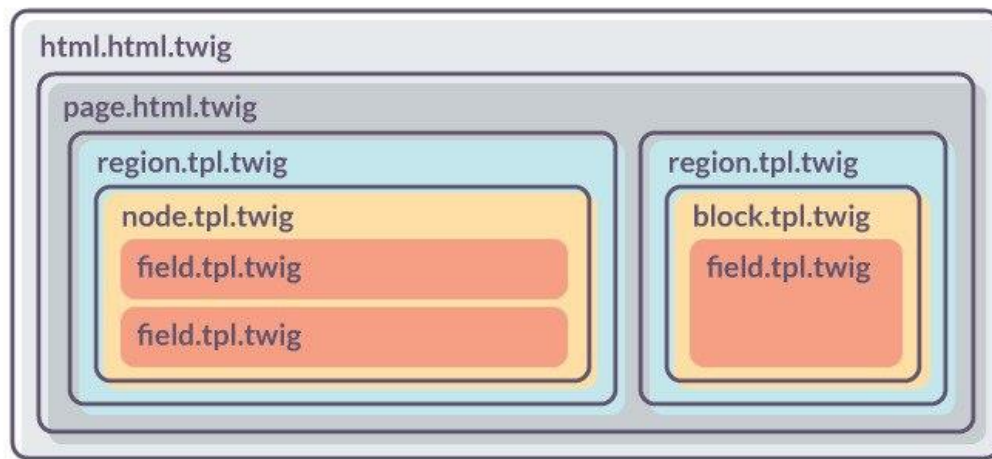 html.html.twig
page.html.twig
region.tpl.twig
node.tpl.twig
field.tpl.twig
field.tpl.twig
region.tpl.twig
block.tpl.twig
field.tpl.twig